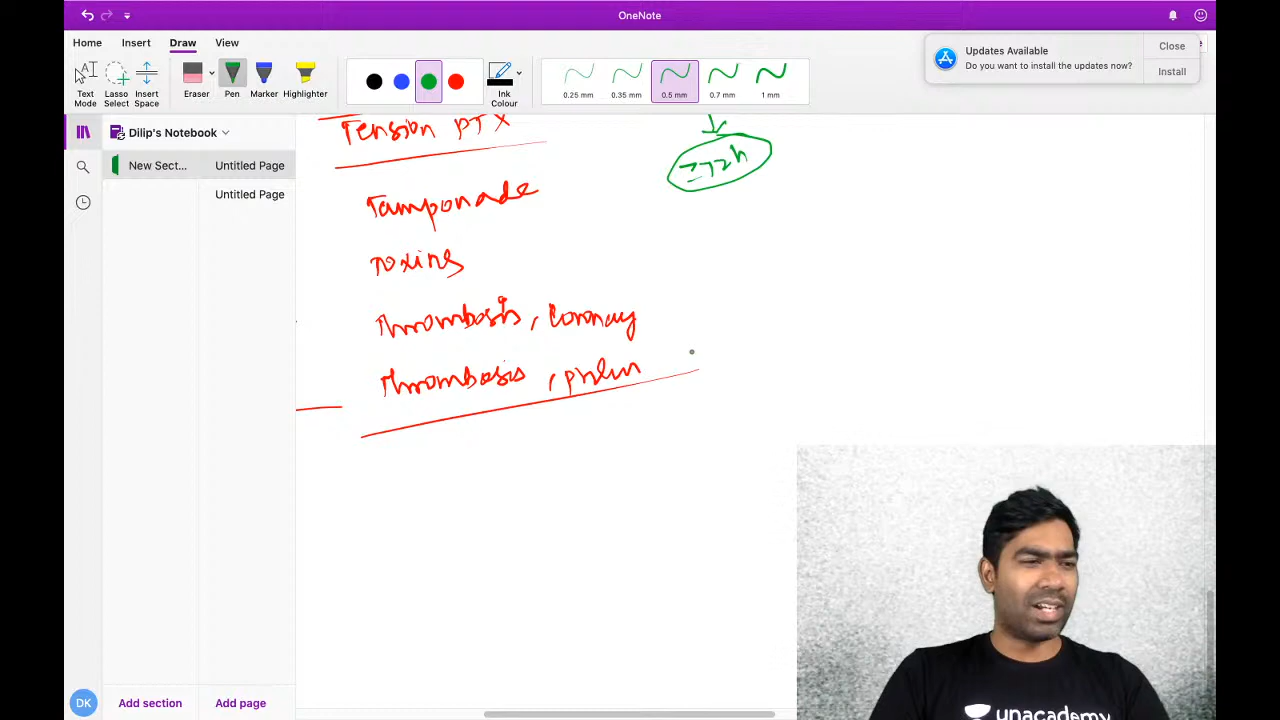 OneNote
Home Insert Draw View
Updates Available
Do you want to install the updates now?
Close
Install
Text Mode
Lasso Select
Insert Space
Eraser
Pen
Marker
Highlighter
Ink Colour
0.25 mm
0.35 mm
0.5 mm
0.7 mm
1 mm
Dilip's Notebook
New Sect...
Untitled Page
Untitled Page
Tension PTX
Tamponade
Toxins
Thrombosis, Coronary
Thrombosis,
DK
Add section
Add page
unacademy